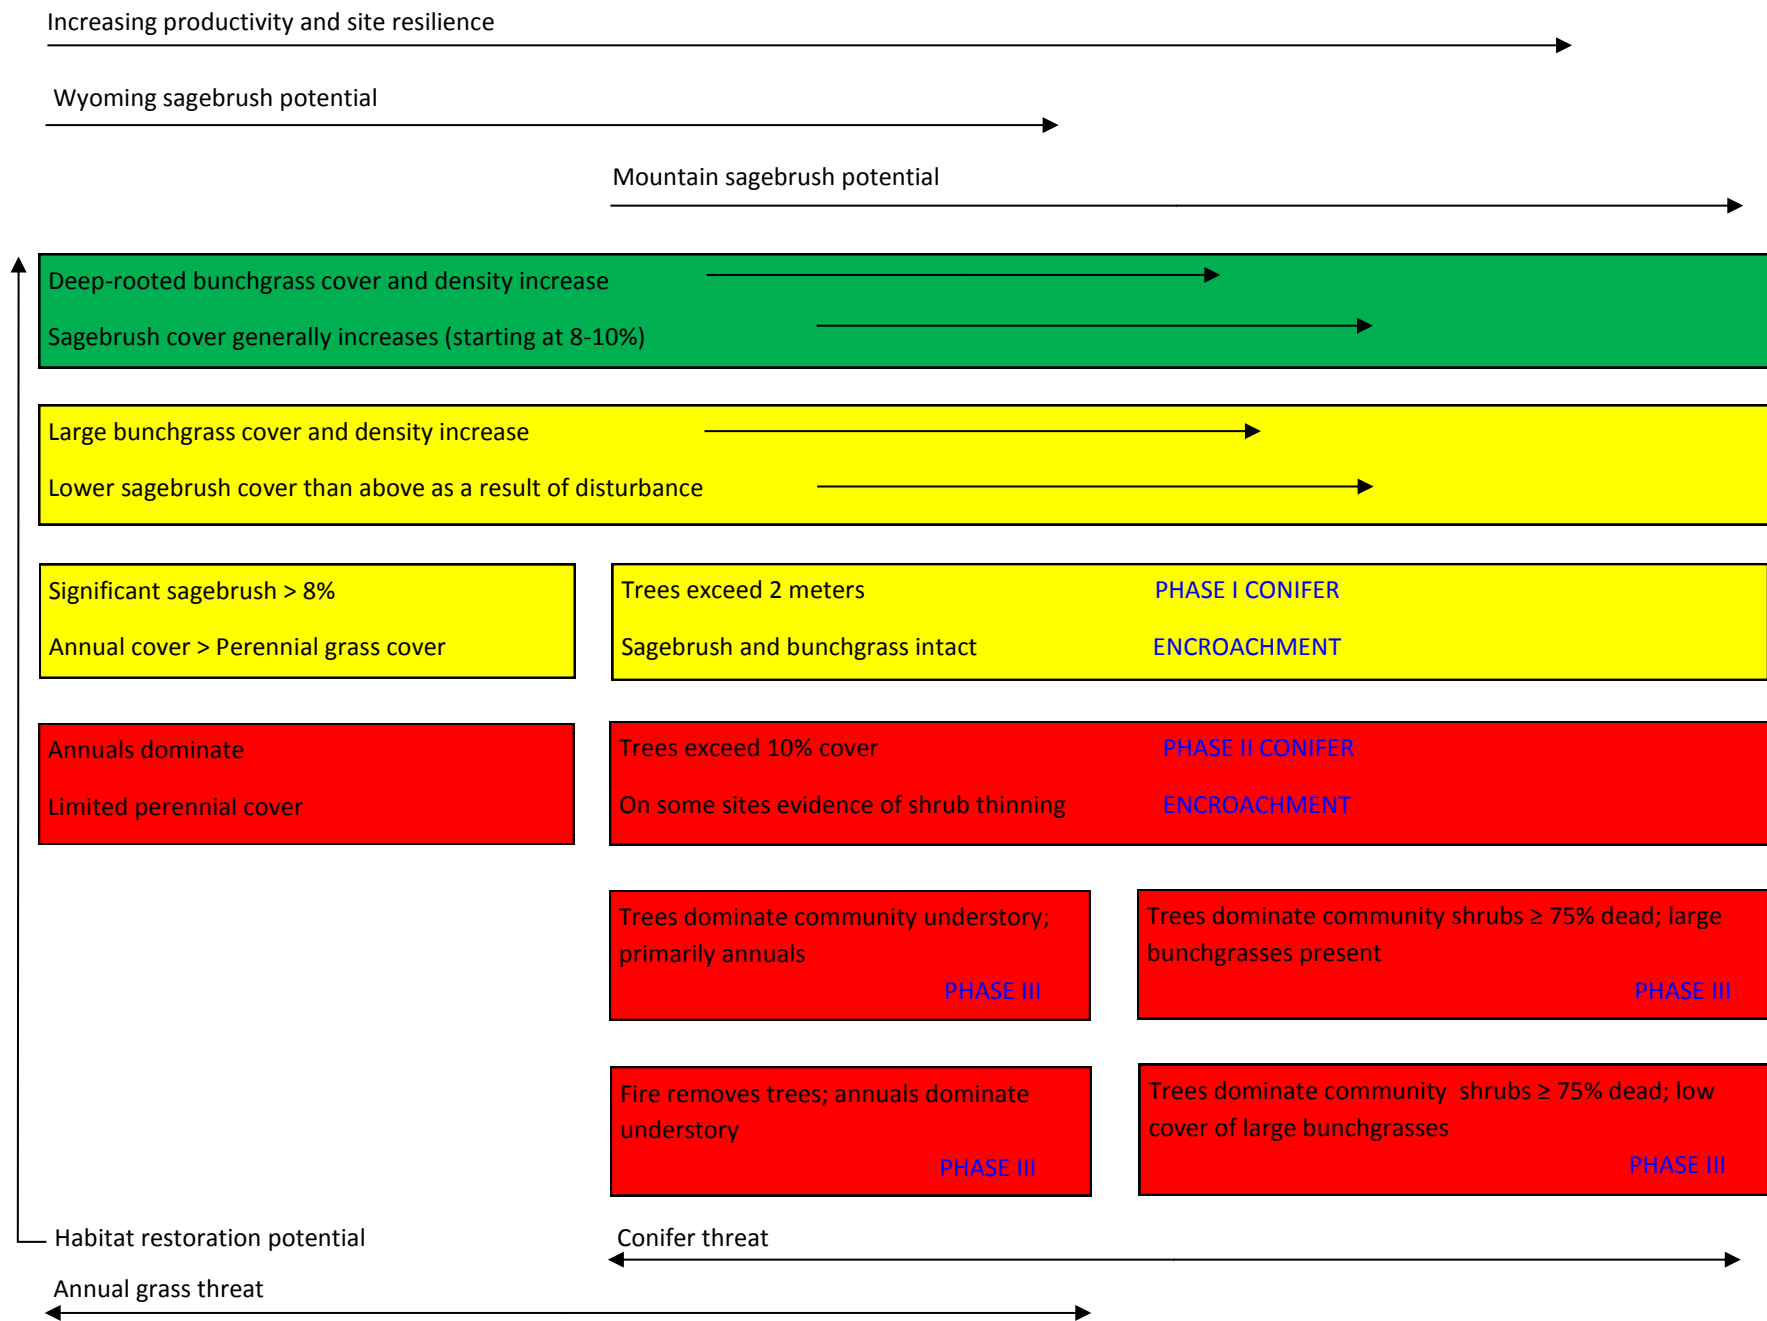 Increasing productivity and site resilience
Wyoming sagebrush potential
Mountain sagebrush potential
Deep-rooted bunchgrass cover and density increase
Sagebrush cover generally increases (starting at 8-10%)
Large bunchgrass cover and density increase
Lower sagebrush cover than above as a result of disturbance
Significant sagebrush > 8%
Annual cover > Perennial grass cover
Trees exceed 2 meters
PHASE I CONIFER
Sagebrush and bunchgrass intact
ENCROACHMENT
Annuals dominate
Limited perennial cover
Trees exceed 10% cover
PHASE II CONIFER
On some sites evidence of shrub thinning
ENCROACHMENT
Trees dominate community understory;
primarily annuals
PHASE III
Trees dominate community shrubs ≥ 75% dead; large
bunchgrasses present
PHASE III
Fire removes trees; annuals dominate
understory
PHASE III
Trees dominate community shrubs ≥ 75% dead; low
cover of large bunchgrasses
PHASE III
Habitat restoration potential
Conifer threat
Annual grass threat